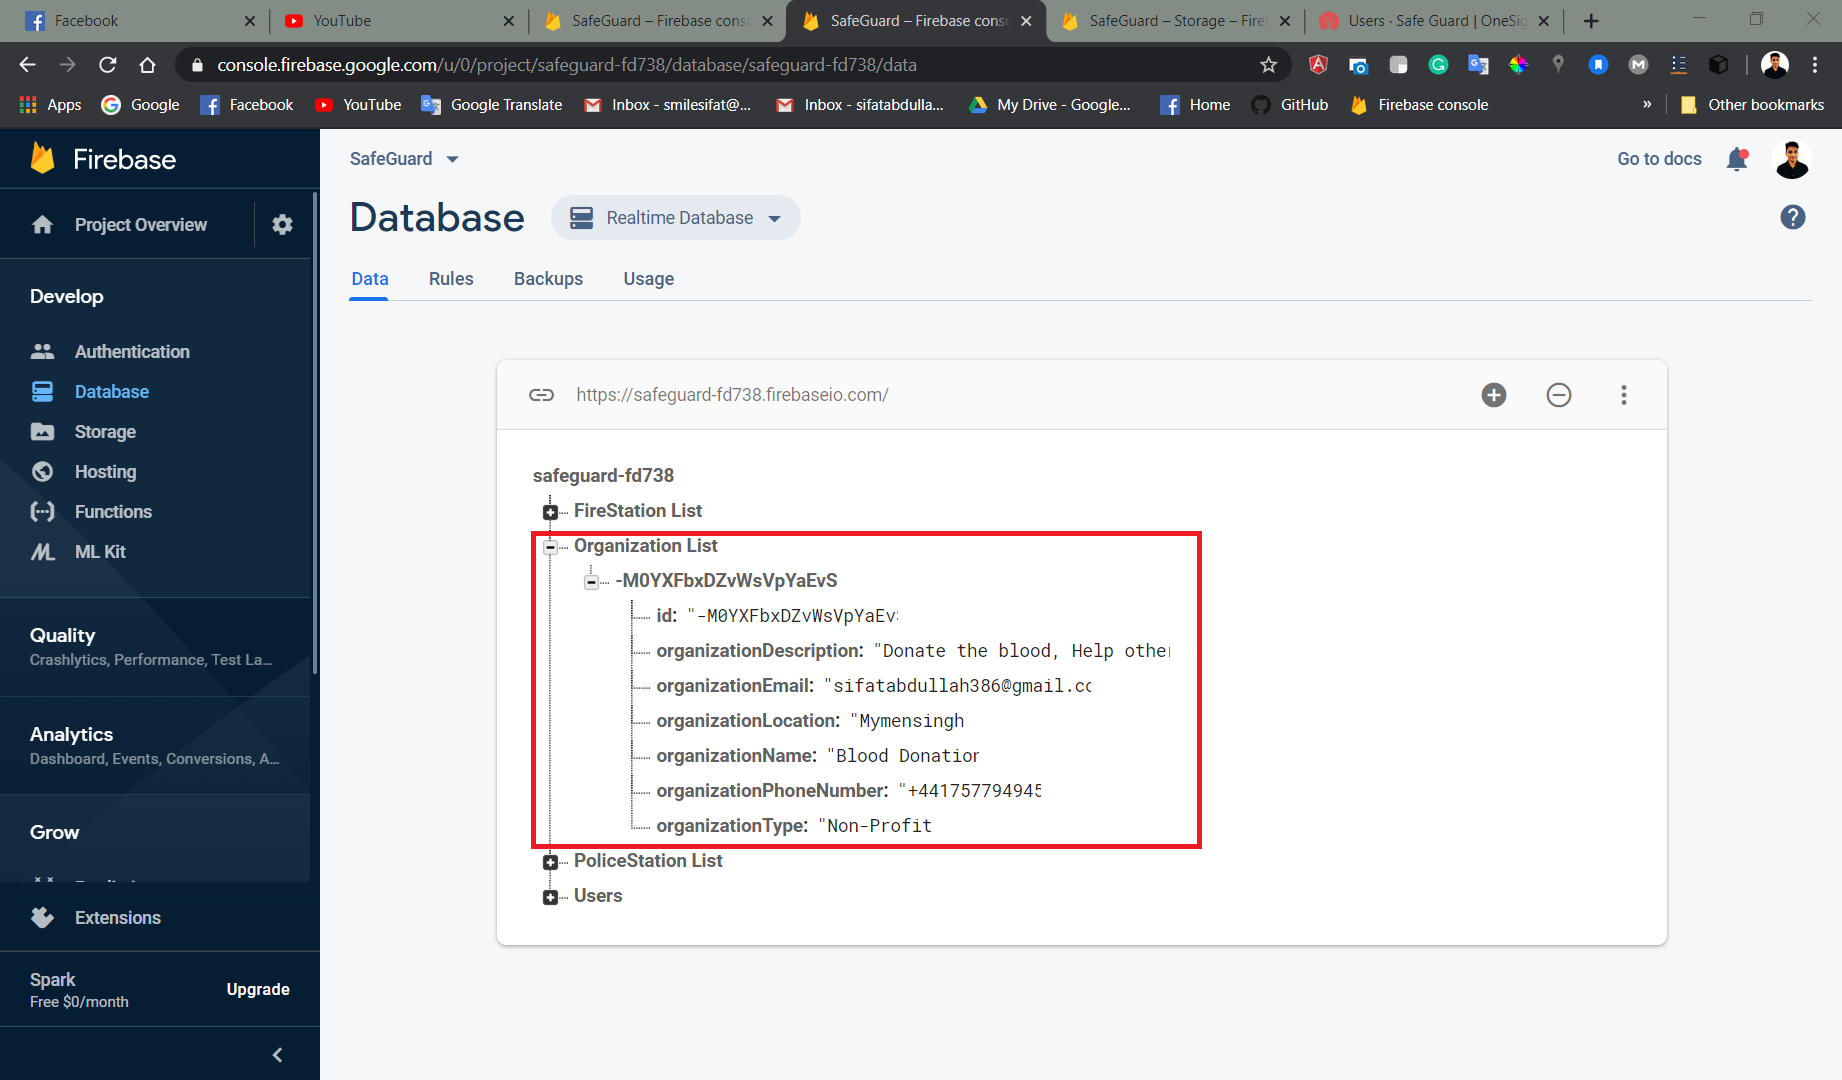 Facebook
YouTube
SafeGuard – Firebase cons
SafeGuard – Firebase cons
SafeGuard – Storage – Fire
Users · Safe Guard | OneSig
console.firebase.google.com/u/0/project/safeguard-fd738/database/safeguard-fd738/data
Apps
Google
Facebook
YouTube
Google Translate
Inbox - smilesifat@...
Inbox - sifatabdulla...
My Drive - Google...
Home
GitHub
Firebase console
»
Other bookmarks
Firebase
SafeGuard
Go to docs
Project Overview
Database
Realtime Database
Data
Rules
Backups
Usage
Develop
Authentication
Database
Storage
Hosting
Functions
ML Kit
Quality
Crashlytics, Performance, Test La...
Analytics
Dashboard, Events, Conversions, A...
Grow
Extensions
Spark
Free $0/month
Upgrade
https://safeguard-fd738.firebaseio.com/
safeguard-fd738
FireStation List
Organization List
-M0YXFbxDZvWsVpYaEvS
id: "-M0YXFbxDZvWsVpYaEv
organizationDescription: "Donate the blood, Help other
organizationEmail: "sifatabdullah386@gmail.co
organizationLocation: "Mymensingh
organizationName: "Blood Donation
organizationPhoneNumber: "+441757794945
organizationType: "Non-Profit
PoliceStation List
Users